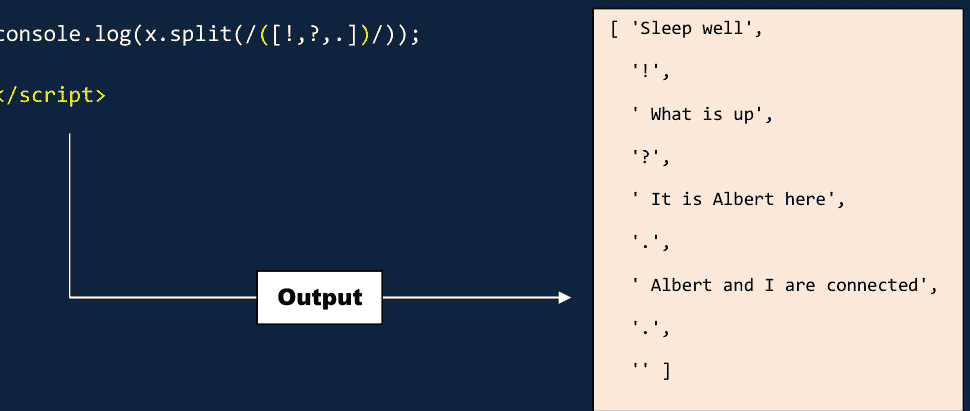 console.log(x.split(/([!,?,.])/));
</script>
Output
[ 'Sleep well',
'!',
' What is up',
'?',
' It is Albert here',
'.',
' Albert and I are connected',
'.',
'' ]